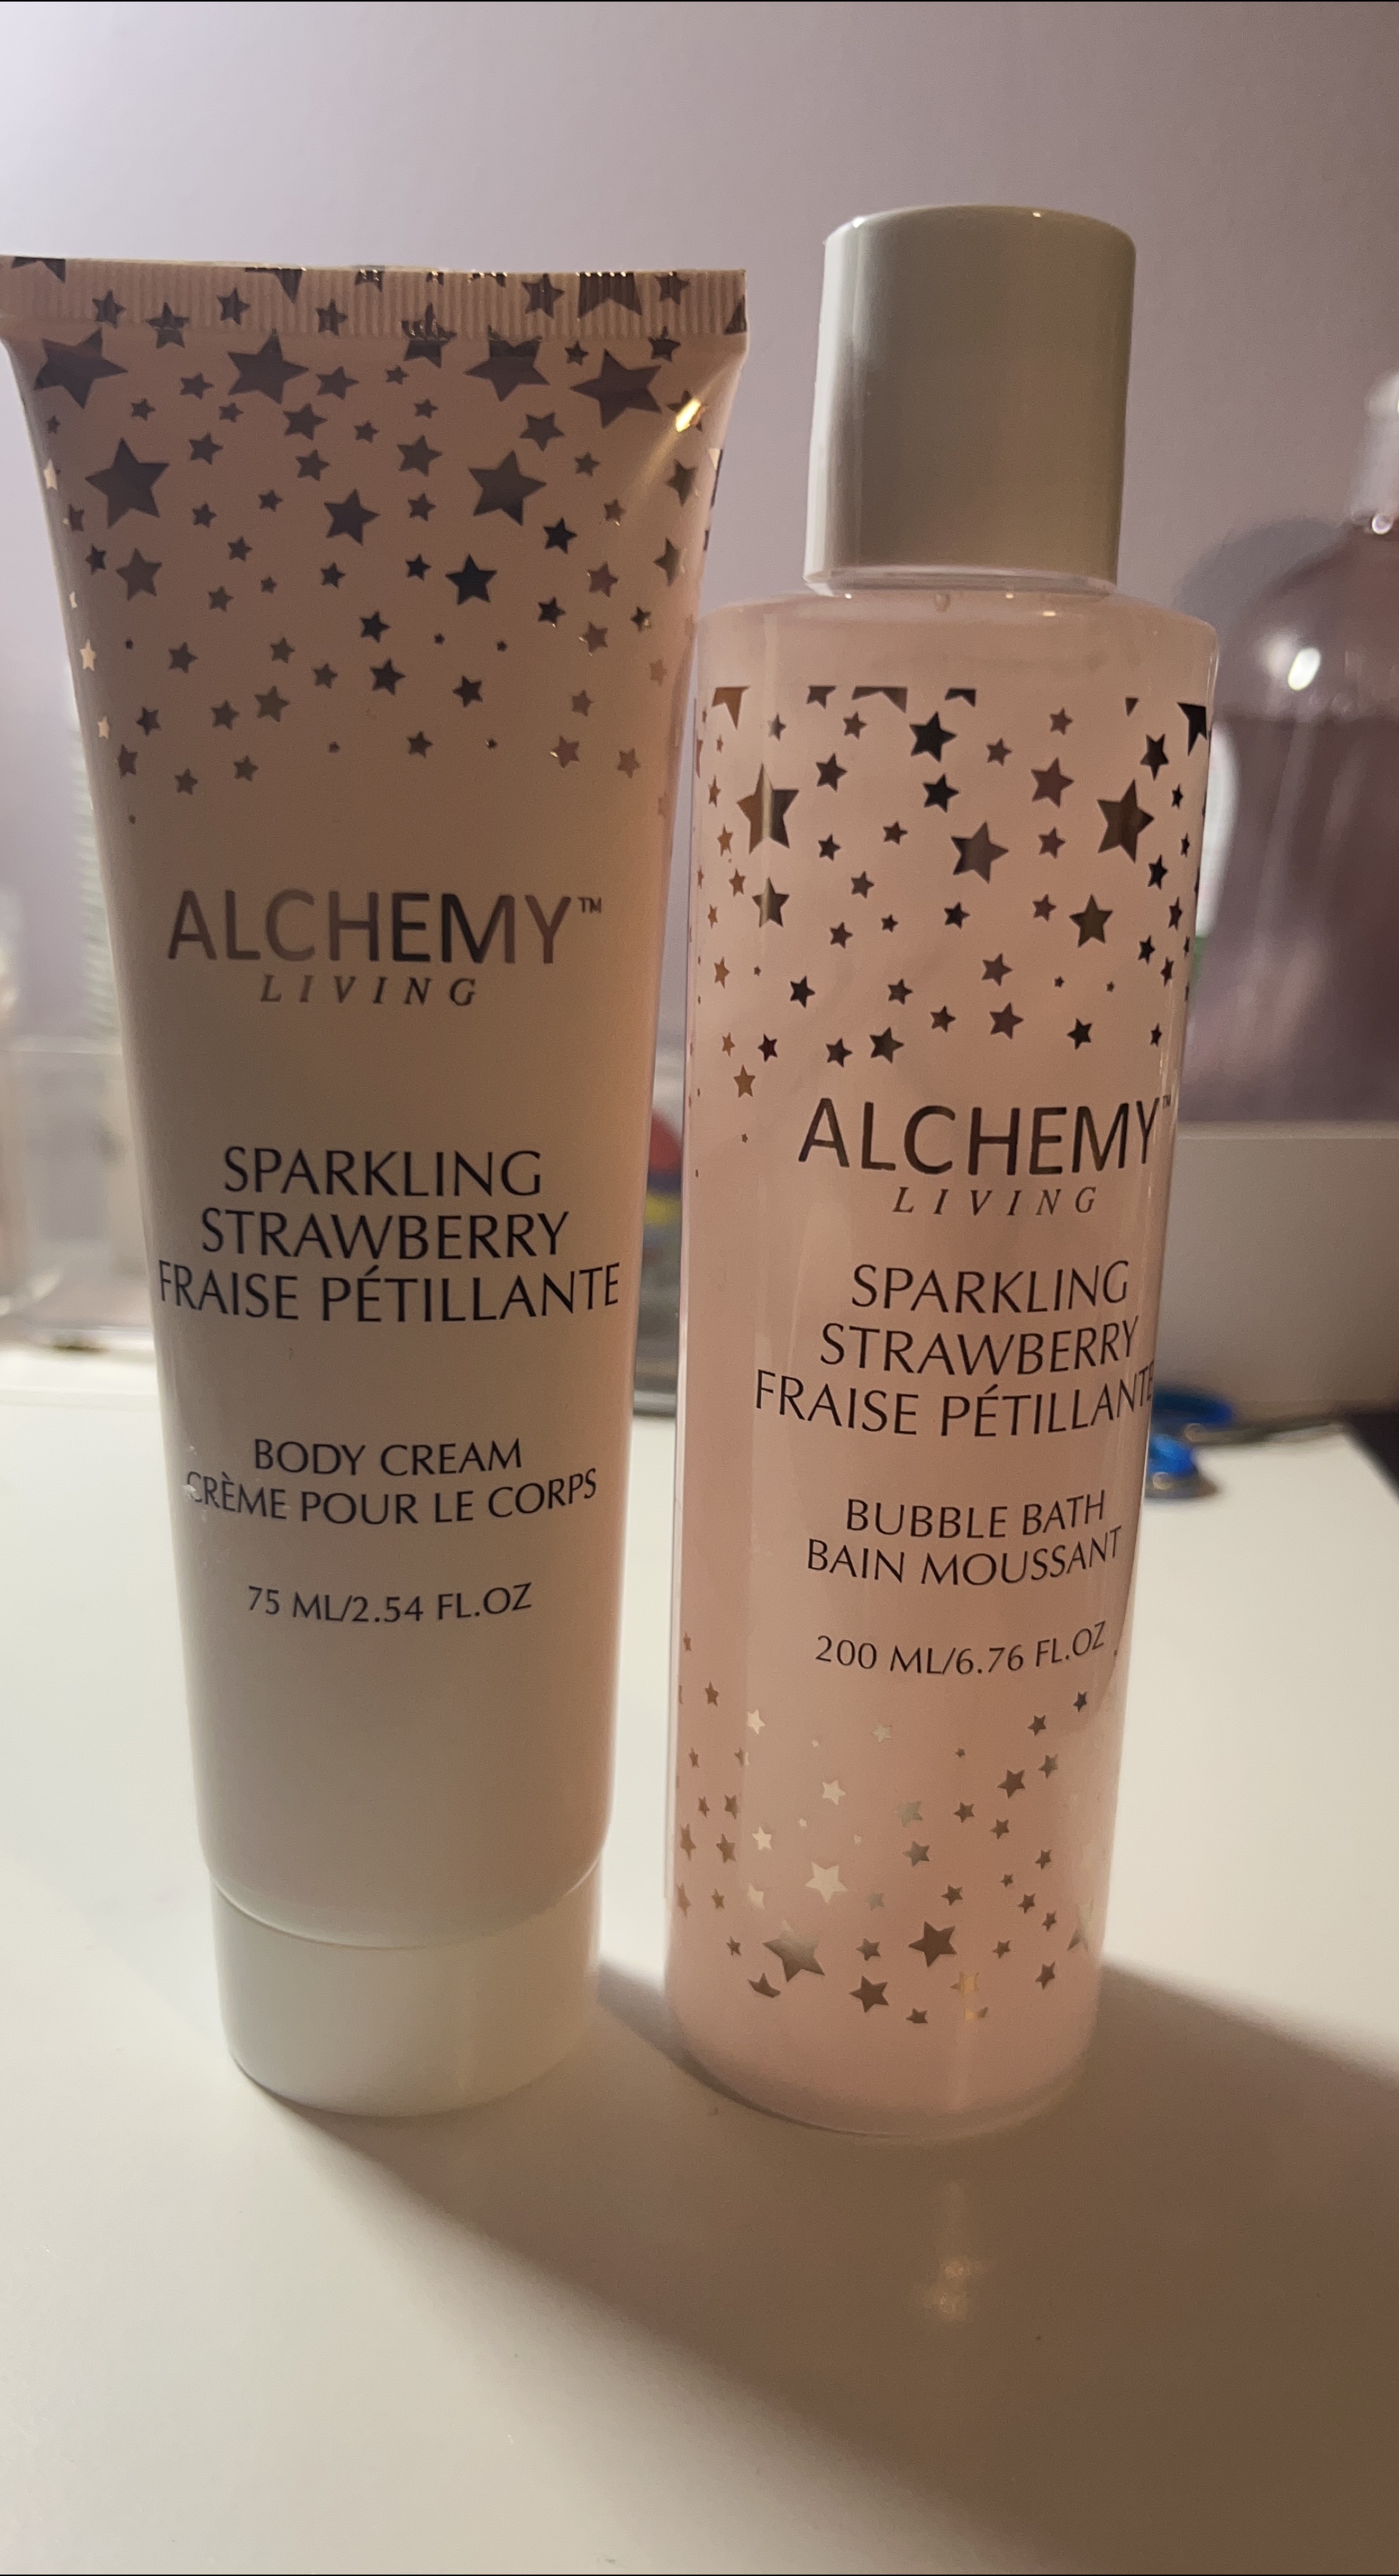 ALCHEMY™
LIVING
SPARKLING
STRAWBERRY
FRAISE PÉTILLANTE
BODY CREAM
CRÈME POUR LE CORPS
75 ML/2.54 FL.OZ
ALCHEMY™
LIVING
SPARKLING
STRAWBERRY
FRAISE PÉTILLANTE
BUBBLE BATH
BAIN MOUSSANT
200 ML/6.76 FL.OZ